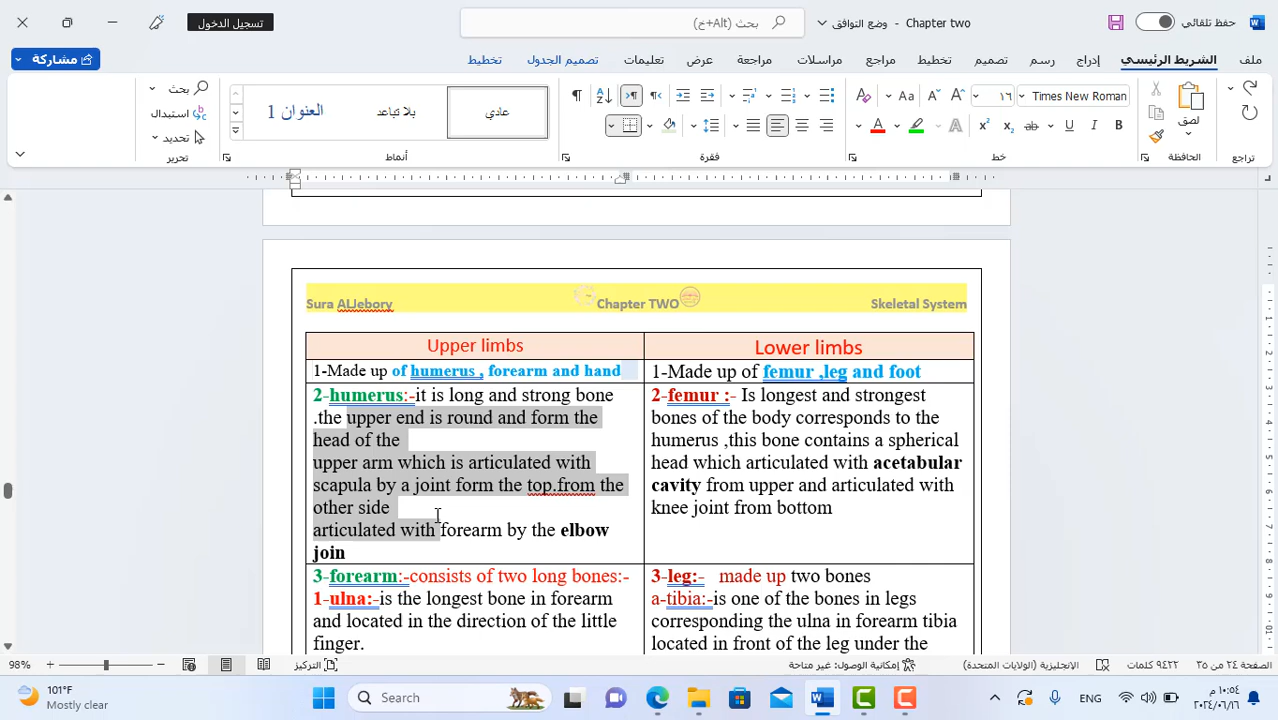 حفظ تلقائي
Chapter two - وضع التوافق
بحث (Alt+خ)
تسجيل الدخول
ملف
الشريط الرئيسي
إدراج
رسم
تصميم
تخطيط
مراجع
مراسلات
مراجعة
عرض
تعليمات
تصميم الجدول
تخطيط
مشاركة
تراجع
لصق
الحافظة
Times New Roman
١٦
خط
فقرة
عادي
بلا تباعد
العنوان 1
أنماط
بحث
استبدال
تحديد
تحرير
Sura ALJebory Chapter TWO Skeletal System
Upper limbs
Lower limbs
1-Made up of humerus , forearm and hand
1-Made up of femur ,leg and foot
2-humerus:-it is long and strong bone
.the upper end is round and form the
head of the
upper arm which is articulated with
scapula by a joint form the top.from the
other side
articulated with forearm by the elbow
join
2-femur :- Is longest and strongest
bones of the body corresponds to the
humerus ,this bone contains a spherical
head which articulated with acetabular
cavity from upper and articulated with
knee joint from bottom
3-forearm:-consists of two long bones:-
1-ulna:-is the longest bone in forearm
and located in the direction of the little
finger.
3-leg:- made up two bones
a-tibia:-is one of the bones in legs
corresponding the ulna in forearm tibia
located in front of the leg under the
الصفحة ٢٤ من ٣٥
٩٤٢٢ كلمات
الانجليزية (الولايات المتحدة)
إمكانية الوصول: غير متاحة
التركيز
98%
101°F
Mostly clear
Search
ENG
١٠:٥٤ م
٢٠٢٤/٠٦/١٦